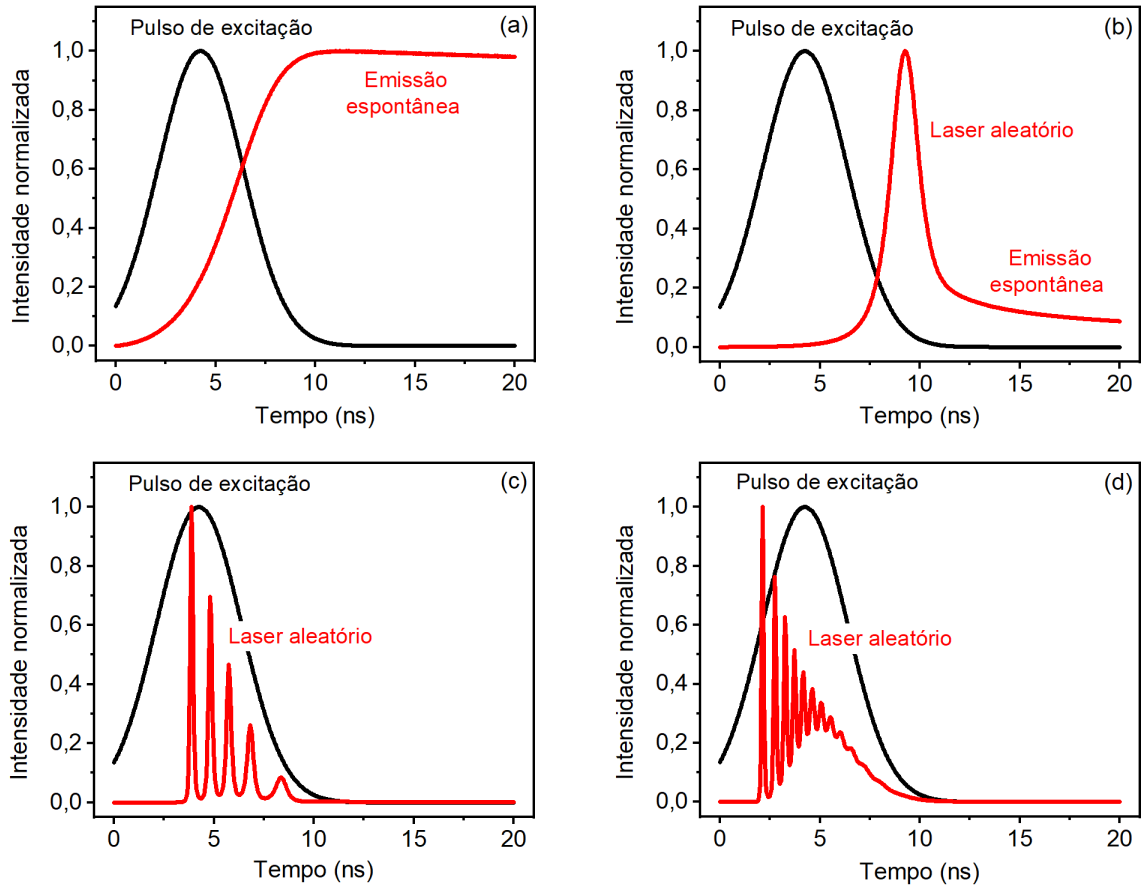 (a)
Pulso de excitação
1,0
0,8
0,6
0,4
0,2
0,0
Intensidade normalizada
Emissão
espontânea
0
5
10
15
20
Tempo (ns)
(b)
Pulso de excitação
1,0
0,8
0,6
0,4
0,2
0,0
Intensidade normalizada
Laser aleatório
Emissão
espontânea
0
5
10
15
20
Tempo (ns)
(c)
Pulso de excitação
1,0
0,8
0,6
0,4
0,2
0,0
Intensidade normalizada
Laser aleatório
0
5
10
15
20
Tempo (ns)
(d)
Pulso de excitação
1,0
0,8
0,6
0,4
0,2
0,0
Intensidade normalizada
Laser aleatório
0
5
10
15
20
Tempo (ns)